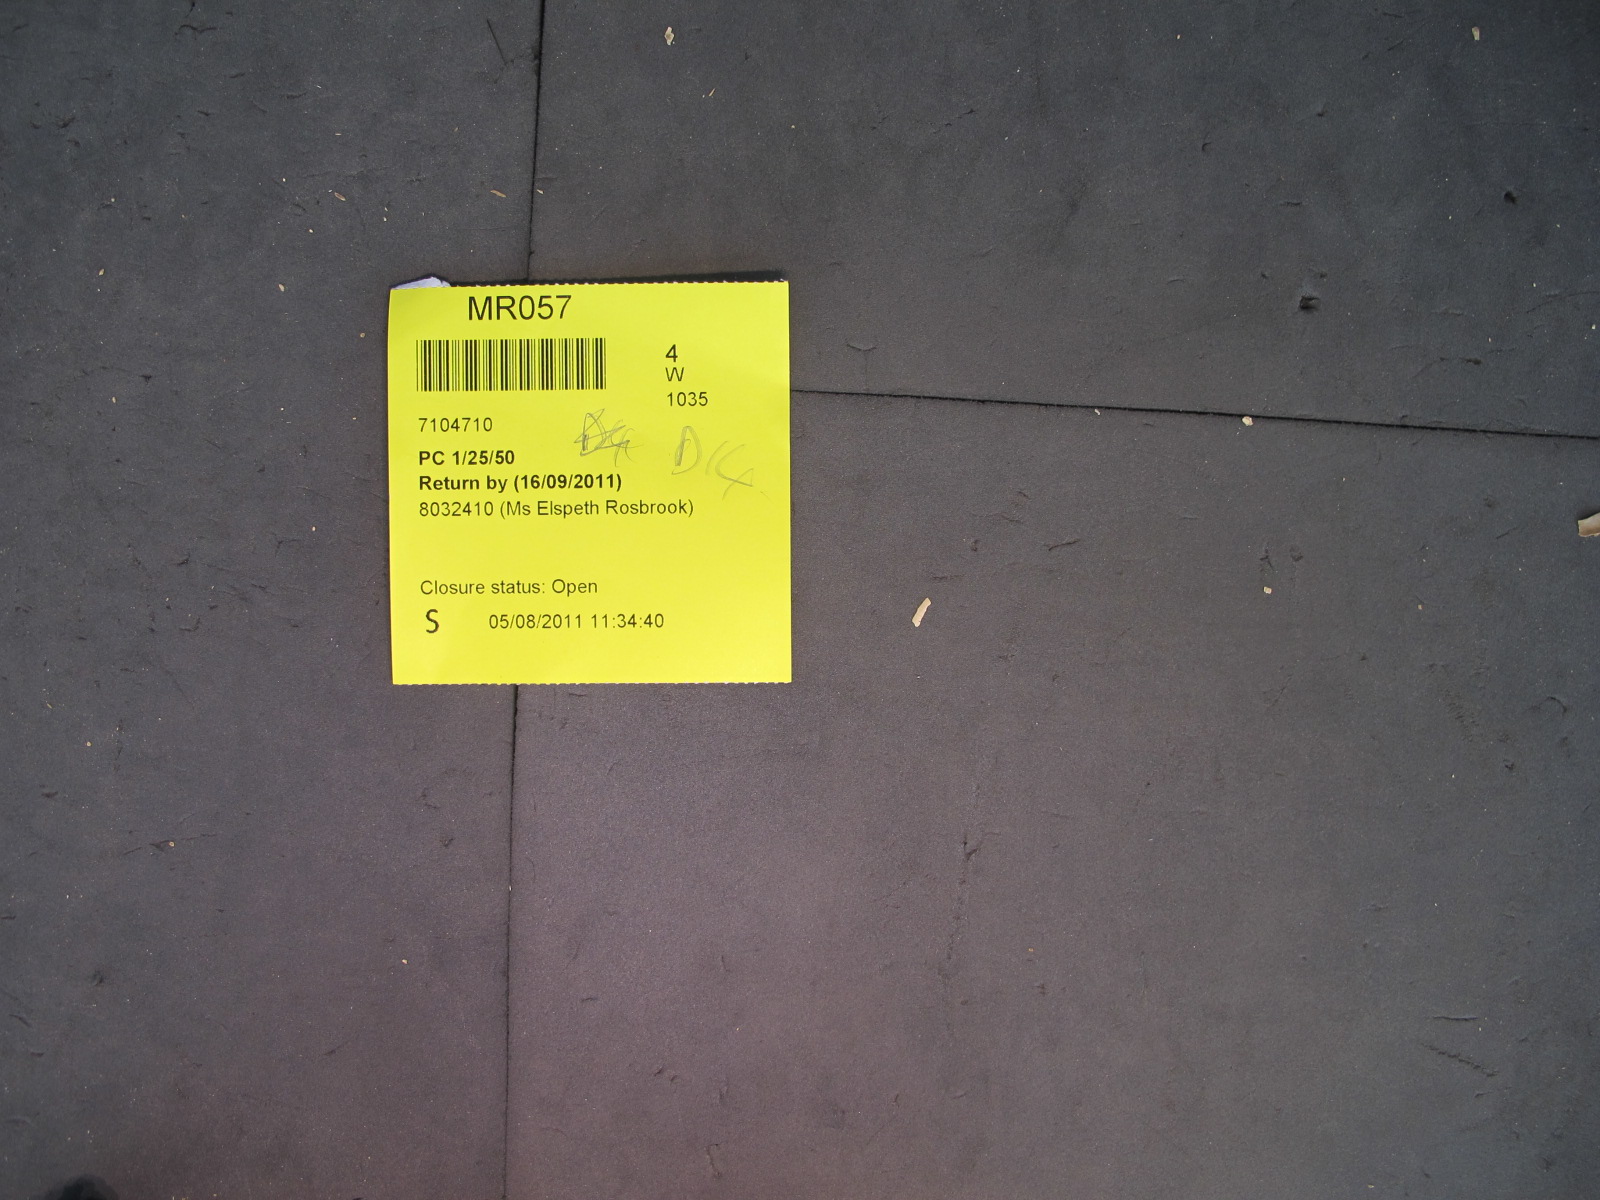 MR057
4
W
1035
7104710
PC 1/25/50
Return by (16/09/2011)
8032410 (Ms Elspeth Rosbrook)
Closure status: Open
S 05/08/2011 11:34:40